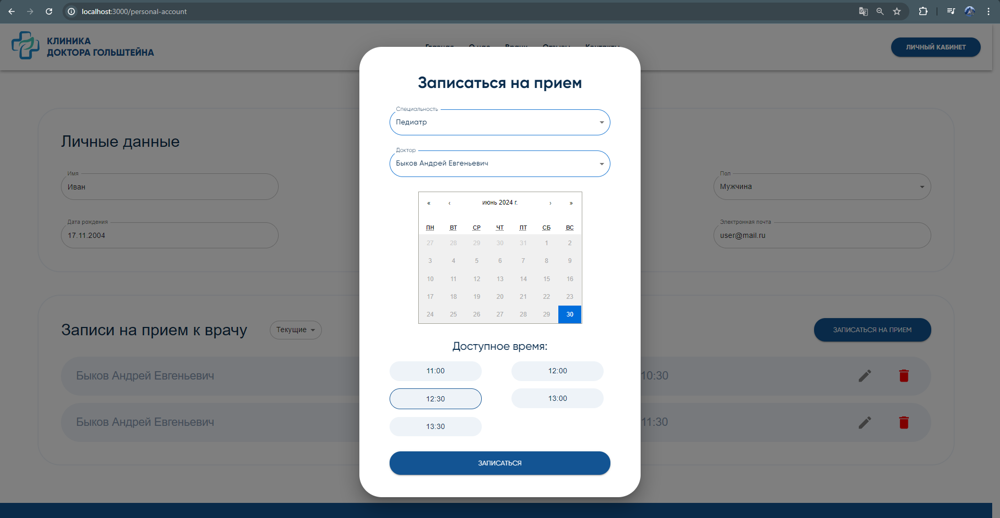 localhost:3000/personal-account
КЛИНИКА
ДОКТОРА ГОЛЬШТЕЙНА
Главная О нас Врачи Отзывы Контакты
ЛИЧНЫЙ КАБИНЕТ
Личные данные
Имя
Иван
Дата рождения
17.11.2004
Пол
Мужчина
Электронная почта
user@mail.ru
Записи на прием к врачу
Текущие
ЗАПИСАТЬСЯ НА ПРИЕМ
Быков Андрей Евгеньевич
10:30
Быков Андрей Евгеньевич
11:30
Записаться на прием
Специальность
Педиатр
Доктор
Быков Андрей Евгеньевич
« ‹ июнь 2024 г. › »
ПН ВТ СР ЧТ ПТ СБ ВС
27 28 29 30 31 1 2
3 4 5 6 7 8 9
10 11 12 13 14 15 16
17 18 19 20 21 22 23
24 25 26 27 28 29 30
Доступное время:
11:00 12:00
12:30 13:00
13:30
ЗАПИСАТЬСЯ